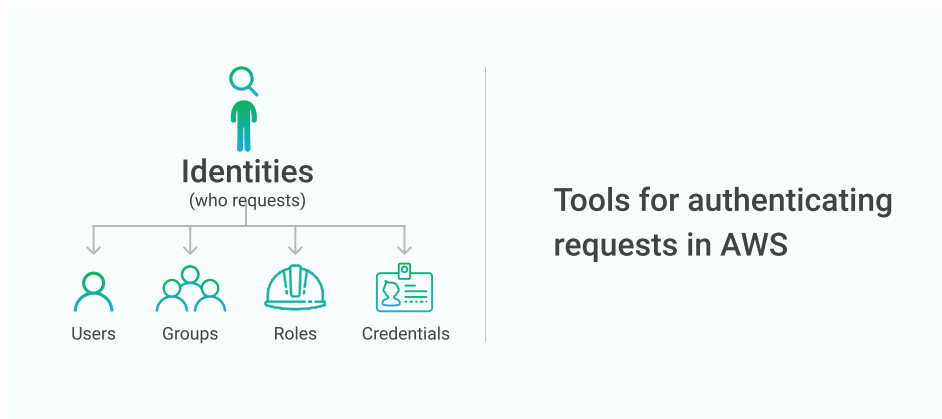 Identities
(who requests)
Users
Groups
Roles
Credentials
Tools for authenticating
requests in AWS